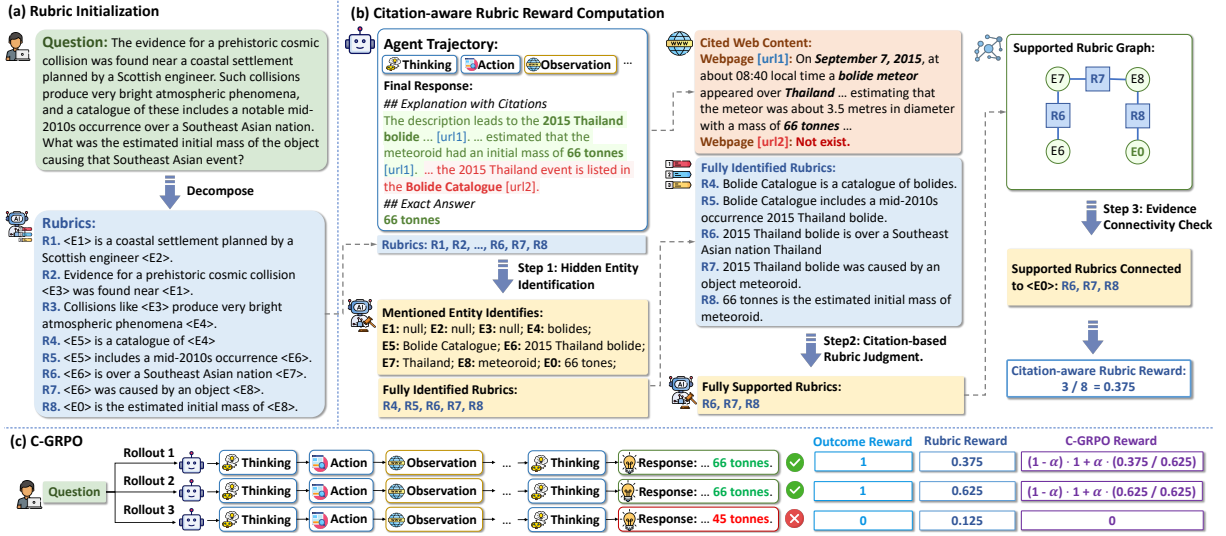 (a) Rubric Initialization
Question: The evidence for a prehistoric cosmic
collision was found near a coastal settlement
planned by a Scottish engineer. Such collisions
produce very bright atmospheric phenomena,
and a catalogue of these includes a notable mid-
2010s occurrence over a Southeast Asian nation.
What was the estimated initial mass of the object
causing that Southeast Asian event?
Decompose
Rubrics:
R1. <E1> is a coastal settlement planned by a
Scottish engineer <E2>.
R2. Evidence for a prehistoric cosmic collision
<E3> was found near <E1>.
R3. Collisions like <E3> produce very bright
atmospheric phenomena <E4>.
R4. <E5> is a catalogue of <E4>
R5. <E5> includes a mid-2010s occurrence <E6>.
R6. <E6> is over a Southeast Asian nation <E7>.
R7. <E6> was caused by an object <E8>.
R8. <E0> is the estimated initial mass of <E8>.
(b) Citation-aware Rubric Reward Computation
Agent Trajectory:
Thinking Action Observation ...
Final Response:
## Explanation with Citations
The description leads to the 2015 Thailand
bolide ... [url1]. ... estimated that the
meteoroid had an initial mass of 66 tonnes
[url1]. ... the 2015 Thailand event is listed in
the Bolide Catalogue [url2].
## Exact Answer
66 tonnes
Rubrics: R1, R2, ..., R6, R7, R8
Step 1: Hidden Entity
Identification
Mentioned Entity Identifies:
E1: null; E2: null; E3: null; E4: bolides;
E5: Bolide Catalogue; E6: 2015 Thailand bolide;
E7: Thailand; E8: meteoroid; E0: 66 tones;
Fully Identified Rubrics:
R4, R5, R6, R7, R8
WWW
Cited Web Content:
Webpage [url1]: On September 7, 2015, at
about 08:40 local time a bolide meteor
appeared over Thailand ... estimating that
the meteor was about 3.5 metres in diameter
with a mass of 66 tonnes ...
Webpage [url2]: Not exist.
1
2
3
Fully Identified Rubrics:
R4. Bolide Catalogue is a catalogue of bolides.
R5. Bolide Catalogue includes a mid-2010s
occurrence 2015 Thailand bolide.
R6. 2015 Thailand bolide is over a Southeast
Asian nation Thailand
R7. 2015 Thailand bolide was caused by an
object meteoroid.
R8. 66 tonnes is the estimated initial mass of
meteoroid.
Step2: Citation-based
Rubric Judgment.
Fully Supported Rubrics:
R6, R7, R8
Supported Rubric Graph:
E7 R7 E8
R6 R8
E6 E0
Step 3: Evidence
Connectivity Check
Supported Rubrics Connected
to <E0>: R6, R7, R8
Citation-aware Rubric Reward:
3 / 8 = 0.375
(c) C-GRPO
Outcome Reward Rubric Reward C-GRPO Reward
Question
Rollout 1 Thinking Action Observation ... Thinking Response: ... 66 tonnes. 1 0.375 (1 - α) · 1 + α · (0.375 / 0.625)
Rollout 2 Thinking Action Observation ... Thinking Response: ... 66 tonnes. 1 0.625 (1 - α) · 1 + α · (0.625 / 0.625)
Rollout 3 Thinking Action Observation ... Thinking Response: ... 45 tonnes. 0 0.125 0